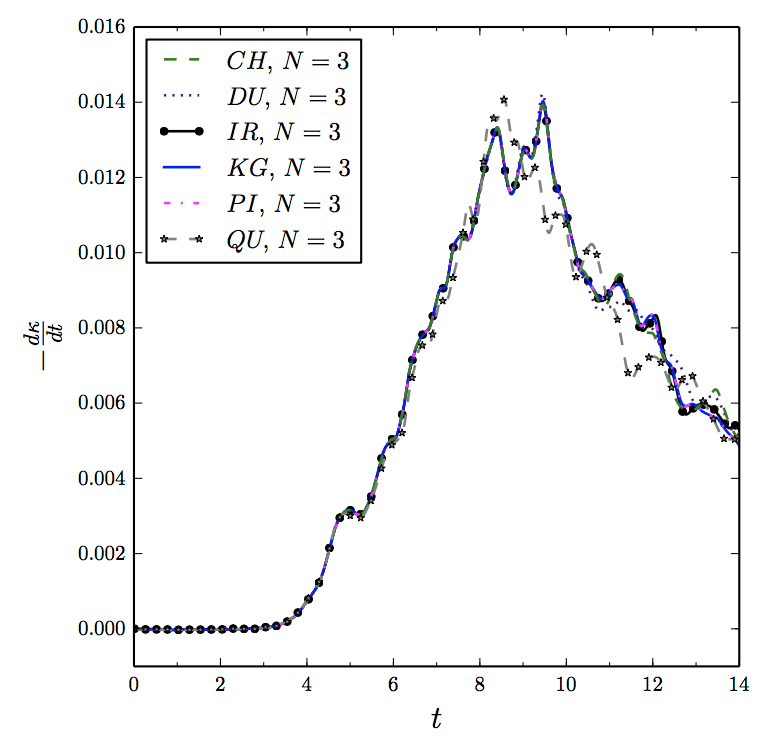 0.016
0.014
0.012
0.010
0.008
0.006
0.004
0.002
0.000
CH, N = 3
DU, N = 3
IR, N = 3
KG, N = 3
PI, N = 3
QU, N = 3
−dκ/dt
0 2 4 6 8 10 12 14
t